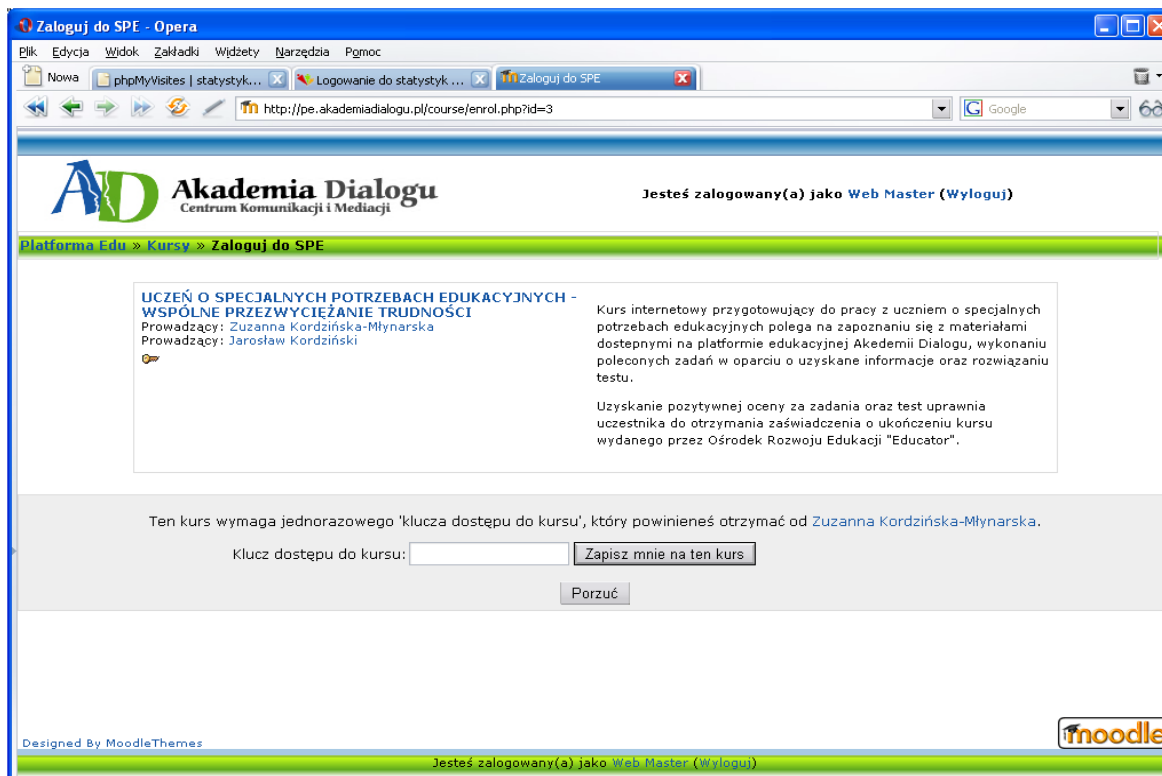 Zaloguj do SPE - Opera
Plik Edycja Widok Zakładki Widżety Narzędzia Pomoc
Nowa phpMyVisites | statystyk... Logowanie do statystyk ... Zaloguj do SPE
http://pe.akademiadialogu.pl/course/enrol.php?id=3 Google
AD Akademia Dialogu
Centrum Komunikacji i Mediacji
Jesteś zalogowany(a) jako Web Master (Wyloguj)
Platforma Edu » Kursy » Zaloguj do SPE
UCZEŃ O SPECJALNYCH POTRZEBACH EDUKACYJNYCH -
WSPÓLNE PRZEZWYCIĘŻANIE TRUDNOŚCI
Prowadzący: Zuzanna Kordzińska-Młynarska
Prowadzący: Jarosław Kordziński
Kurs internetowy przygotowujący do pracy z uczniem o specjalnych
potrzebach edukacyjnych polega na zapoznaniu się z materiałami
dostepnymi na platformie edukacyjnej Akedemii Dialogu, wykonaniu
poleconych zadań w oparciu o uzyskane informacje oraz rozwiązaniu
testu.
Uzyskanie pozytywnej oceny za zadania oraz test uprawnia
uczestnika do otrzymania zaświadczenia o ukończeniu kursu
wydanego przez Ośrodek Rozwoju Edukacji "Educator".
Ten kurs wymaga jednorazowego 'klucza dostępu do kursu', który powinieneś otrzymać od Zuzanna Kordzińska-Młynarska.
Klucz dostępu do kursu: Zapisz mnie na ten kurs
Porzuć
moodle
Designed By MoodleThemes
Jesteś zalogowany(a) jako Web Master (Wyloguj)